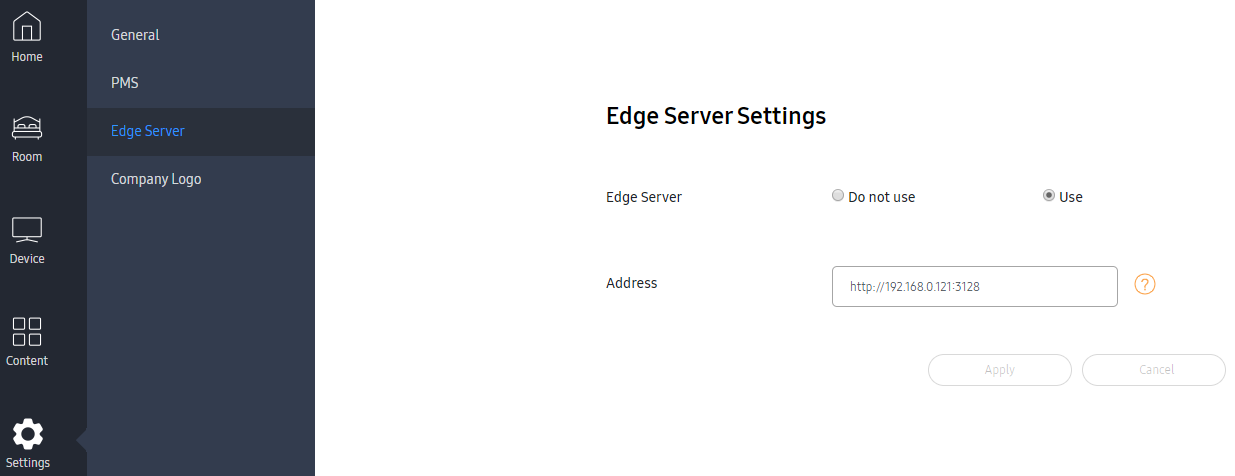 Home
Room
Device
Content
Settings
General
PMS
Edge Server
Company Logo
Edge Server Settings
Edge Server
Do not use
Use
Address
http://192.168.0.121:3128
?
Apply
Cancel